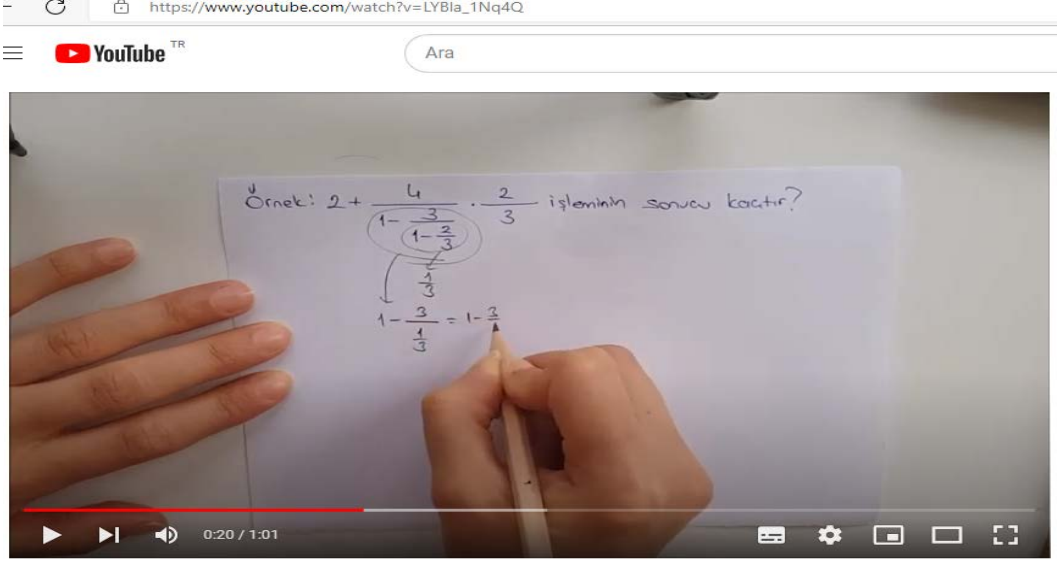 https://www.youtube.com/watch?v=LYBla_1Nq4Q
YouTube TR
Ara
Örnek: 2 + 4 / (1 - 3 / (1 - 2/3)) . 2/3 işleminin sonucu kaçtır?
1/3
1 - 3 / (1/3) = 1 - 3
0:20 / 1:01